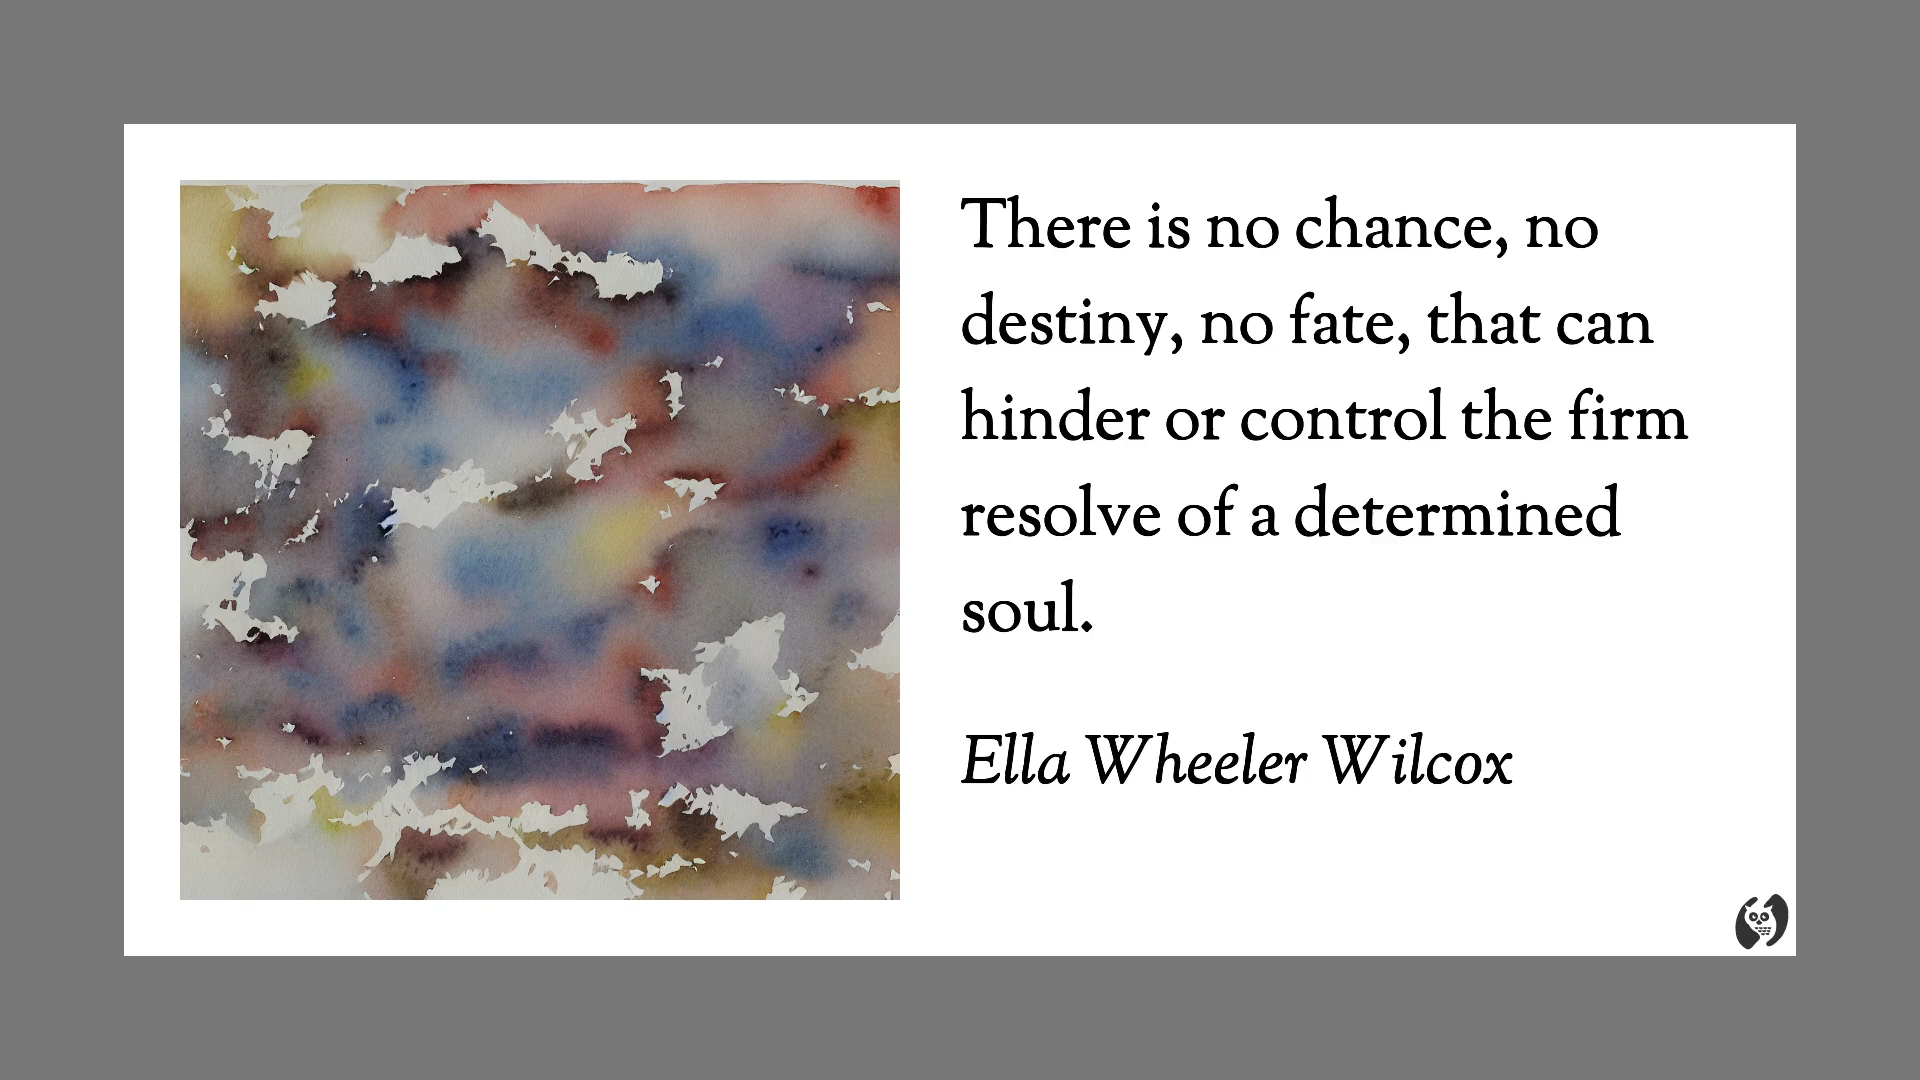 There is no chance, no
destiny, no fate, that can
hinder or control the firm
resolve of a determined
soul.
Ella Wheeler Wilcox